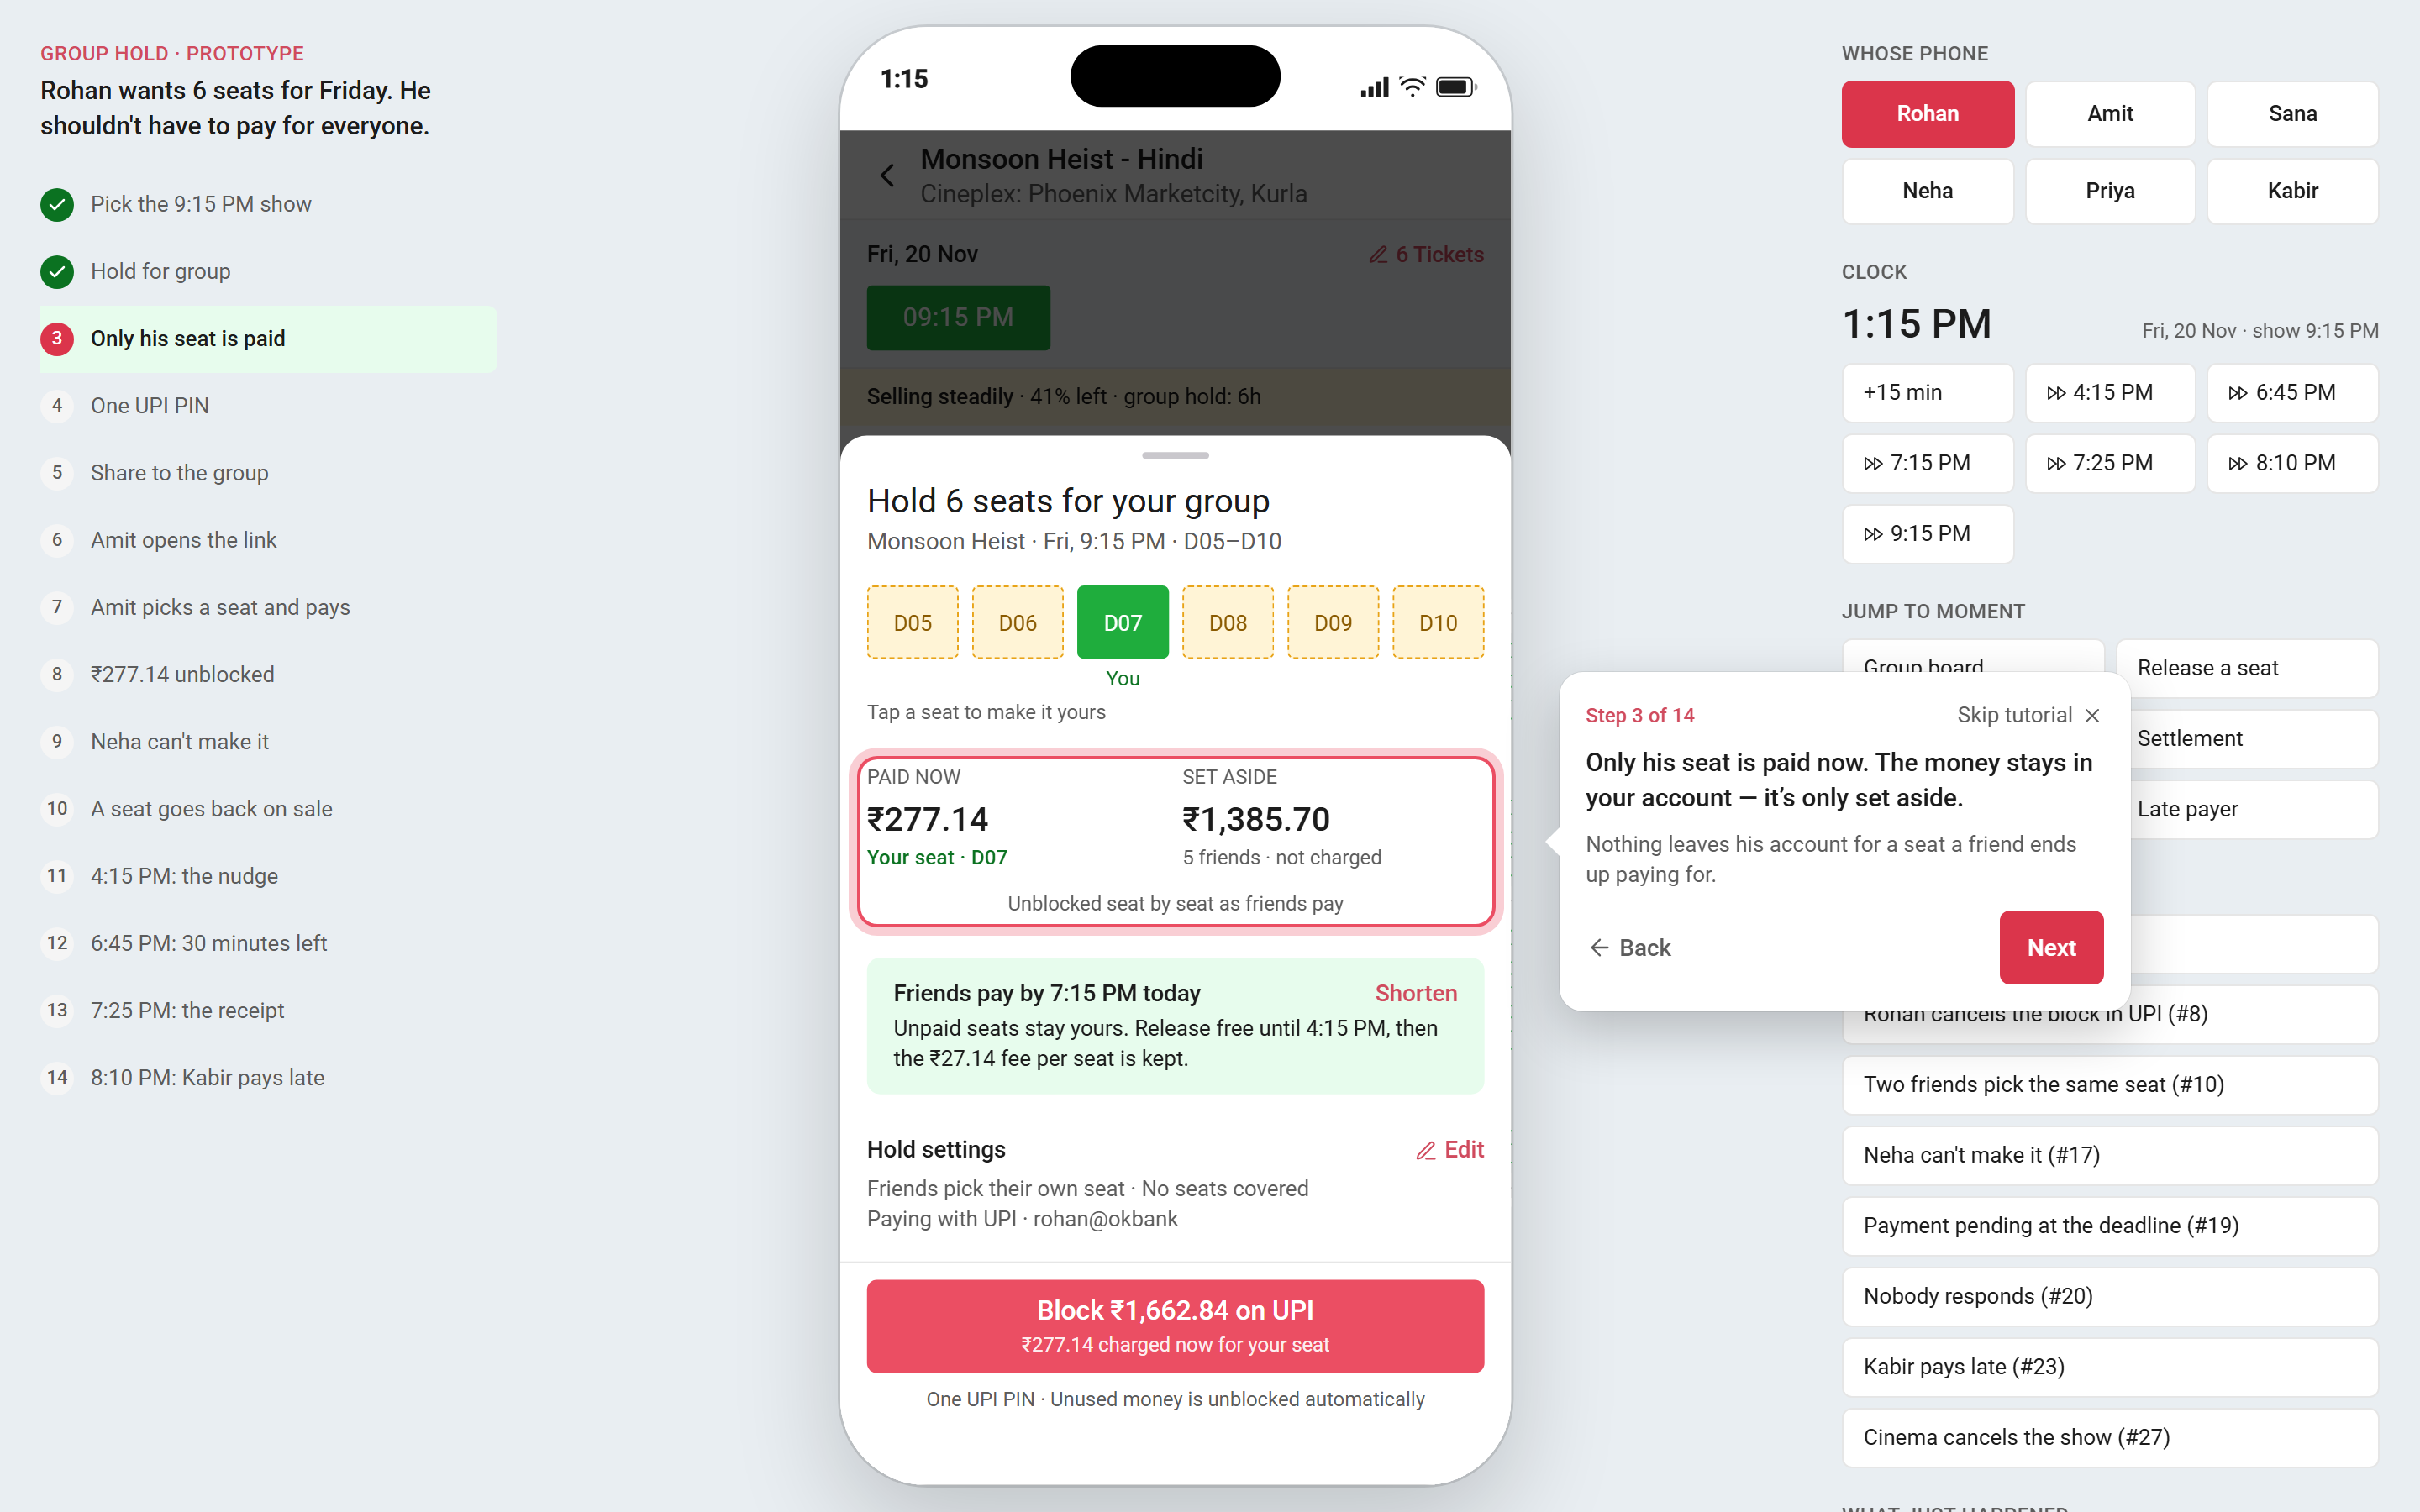 GROUP HOLD · PROTOTYPE
Rohan wants 6 seats for Friday. He
shouldn't have to pay for everyone.
Pick the 9:15 PM show
Hold for group
3 Only his seat is paid
4 One UPI PIN
5 Share to the group
6 Amit opens the link
7 Amit picks a seat and pays
8 ₹277.14 unblocked
9 Neha can't make it
10 A seat goes back on sale
11 4:15 PM: the nudge
12 6:45 PM: 30 minutes left
13 7:25 PM: the receipt
14 8:10 PM: Kabir pays late
1:15
Monsoon Heist - Hindi
Cineplex: Phoenix Marketcity, Kurla
Fri, 20 Nov
6 Tickets
09:15 PM
Selling steadily · 41% left · group hold: 6h
Hold 6 seats for your group
Monsoon Heist · Fri, 9:15 PM · D05–D10
D05 D06 D07 D08 D09 D10
You
Tap a seat to make it yours
PAID NOW
₹277.14
Your seat · D07
SET ASIDE
₹1,385.70
5 friends · not charged
Unblocked seat by seat as friends pay
Friends pay by 7:15 PM today
Shorten
Unpaid seats stay yours. Release free until 4:15 PM, then
the ₹27.14 fee per seat is kept.
Hold settings
Edit
Friends pick their own seat · No seats covered
Paying with UPI · rohan@okbank
Block ₹1,662.84 on UPI
₹277.14 charged now for your seat
One UPI PIN · Unused money is unblocked automatically
Step 3 of 14
Skip tutorial
Only his seat is paid now. The money stays in
your account — it’s only set aside.
Nothing leaves his account for a seat a friend ends
up paying for.
Back
Next
WHOSE PHONE
Rohan Amit Sana
Neha Priya Kabir
CLOCK
1:15 PM
Fri, 20 Nov · show 9:15 PM
+15 min 4:15 PM 6:45 PM
7:15 PM 7:25 PM 8:10 PM
9:15 PM
JUMP TO MOMENT
Group board Release a seat
Settlement
Late payer
Rohan cancels the block in UPI (#8)
Two friends pick the same seat (#10)
Neha can't make it (#17)
Payment pending at the deadline (#19)
Nobody responds (#20)
Kabir pays late (#23)
Cinema cancels the show (#27)
WHAT JUST HAPPENED